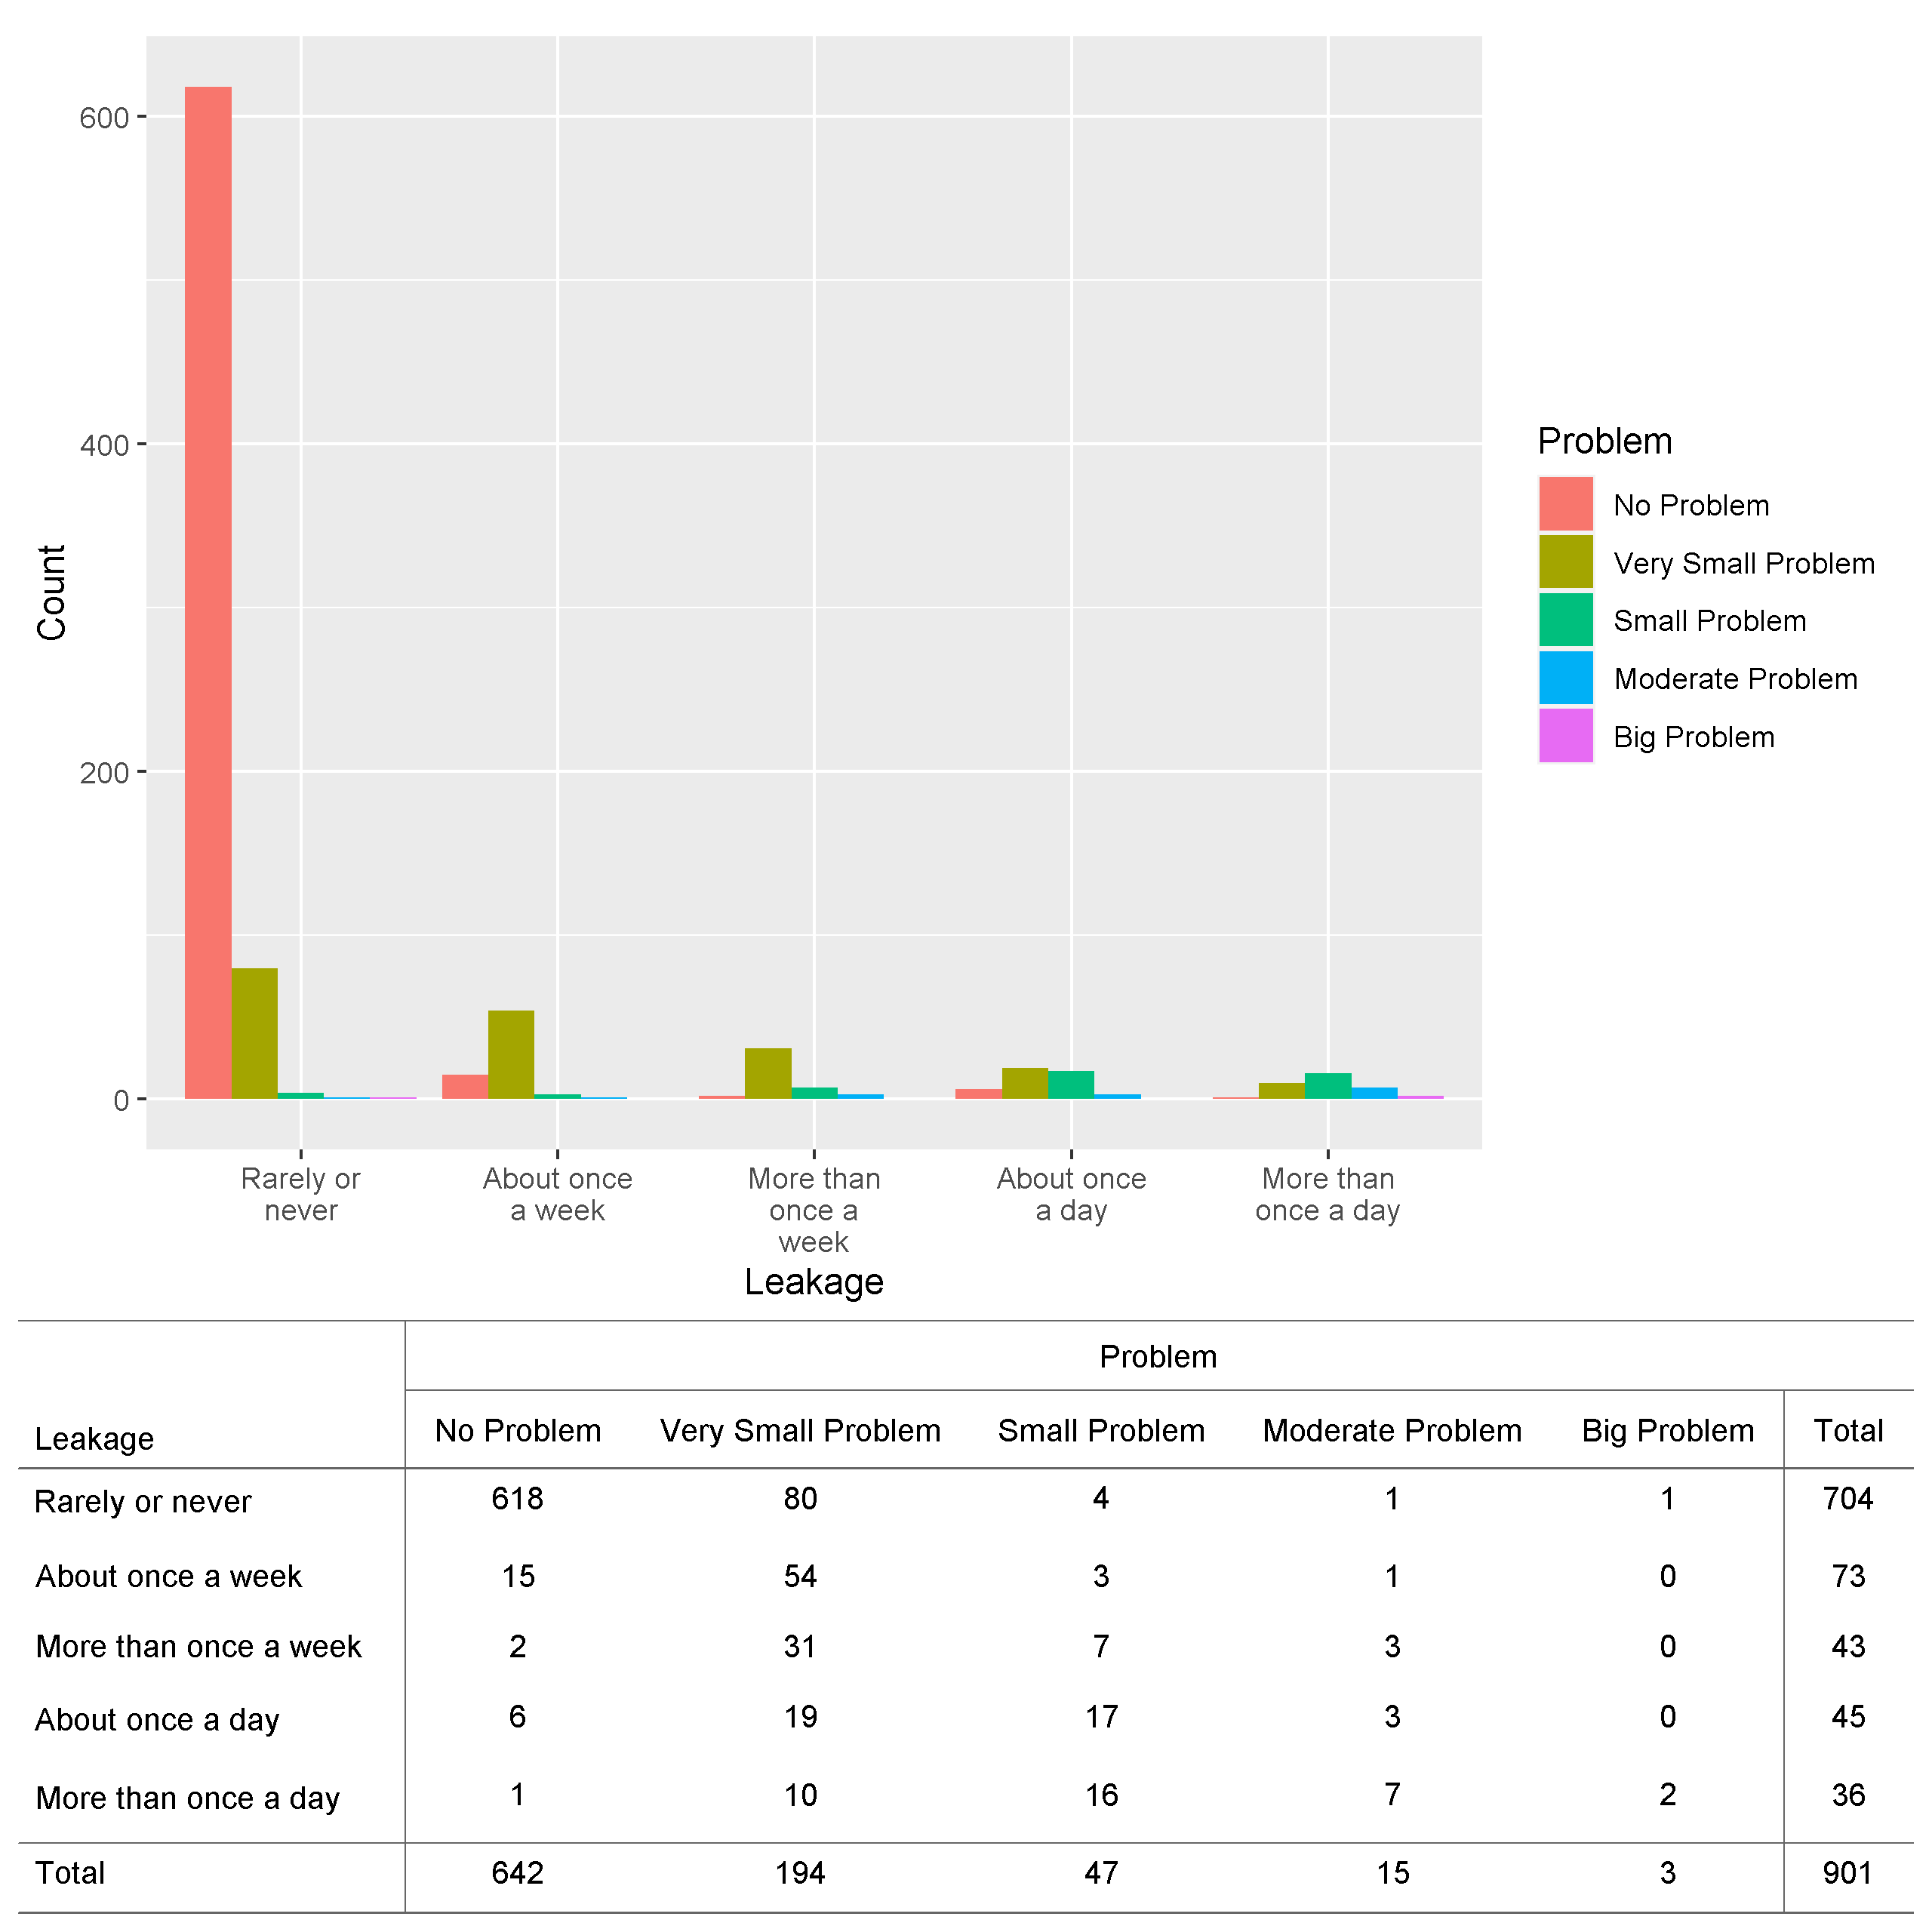 600
400
200
0
Count
Rarely or
never
About once
a week
More than
once a
week
About once
a day
More than
once a day
Leakage
Problem
No Problem
Very Small Problem
Small Problem
Moderate Problem
Big Problem
Problem
Leakage No Problem Very Small Problem Small Problem Moderate Problem Big Problem Total
Rarely or never 618 80 4 1 1 704
About once a week 15 54 3 1 0 73
More than once a week 2 31 7 3 0 43
About once a day 6 19 17 3 0 45
More than once a day 1 10 16 7 2 36
Total 642 194 47 15 3 901